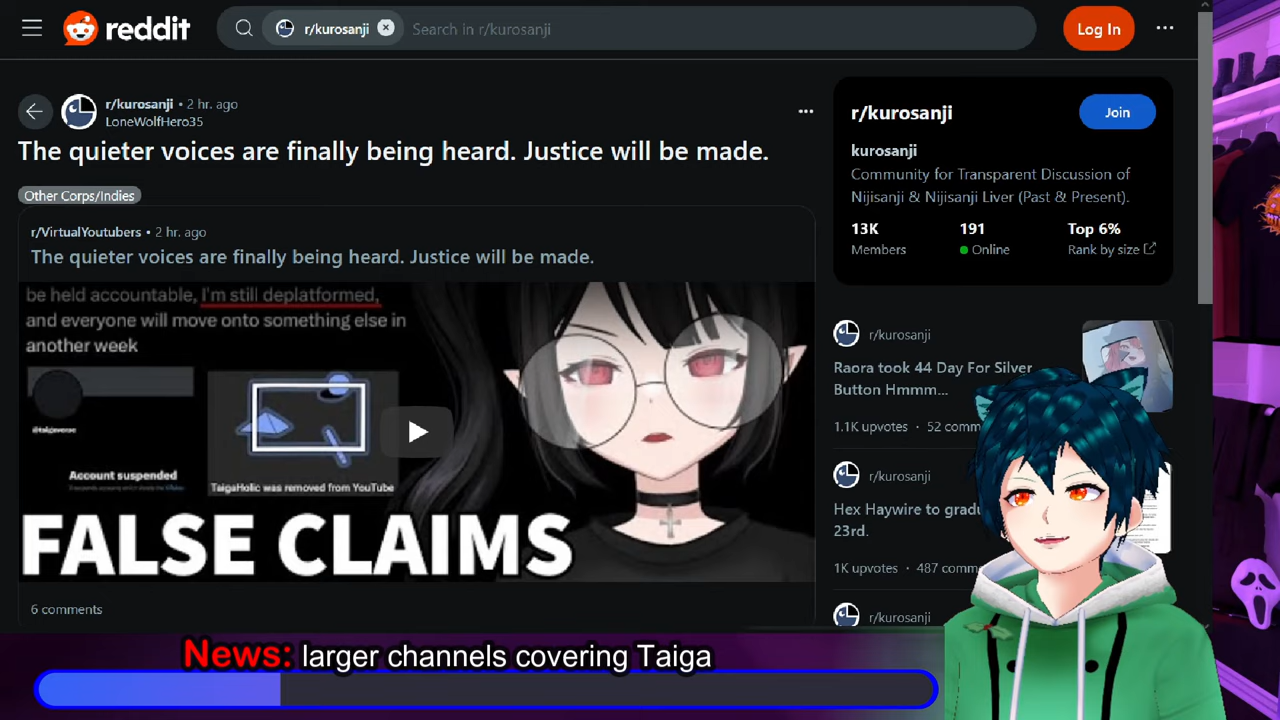 reddit
r/kurosanji
Search in r/kurosanji
Log In
r/kurosanji • 2 hr. ago
LoneWolfHero35
The quieter voices are finally being heard. Justice will be made.
Other Corps/Indies
r/VirtualYoutubers • 2 hr. ago
The quieter voices are finally being heard. Justice will be made.
be held accountable, I'm still deplatformed,
and everyone will move onto something else in
another week
@taigaverse
Account suspended
TaigaHolic was removed from YouTube
FALSE CLAIMS
6 comments
r/kurosanji
Join
kurosanji
Community for Transparent Discussion of
Nijisanji & Nijisanji Liver (Past & Present).
13K
191
Top 6%
Members
Online
Rank by size
r/kurosanji
Raora took 44 Day For Silver
Button Hmmm...
1.1K upvotes • 52 comm
r/kurosanji
Hex Haywire to gradu
23rd.
1K upvotes • 487 comm
r/kurosanji
News: larger channels covering Taiga